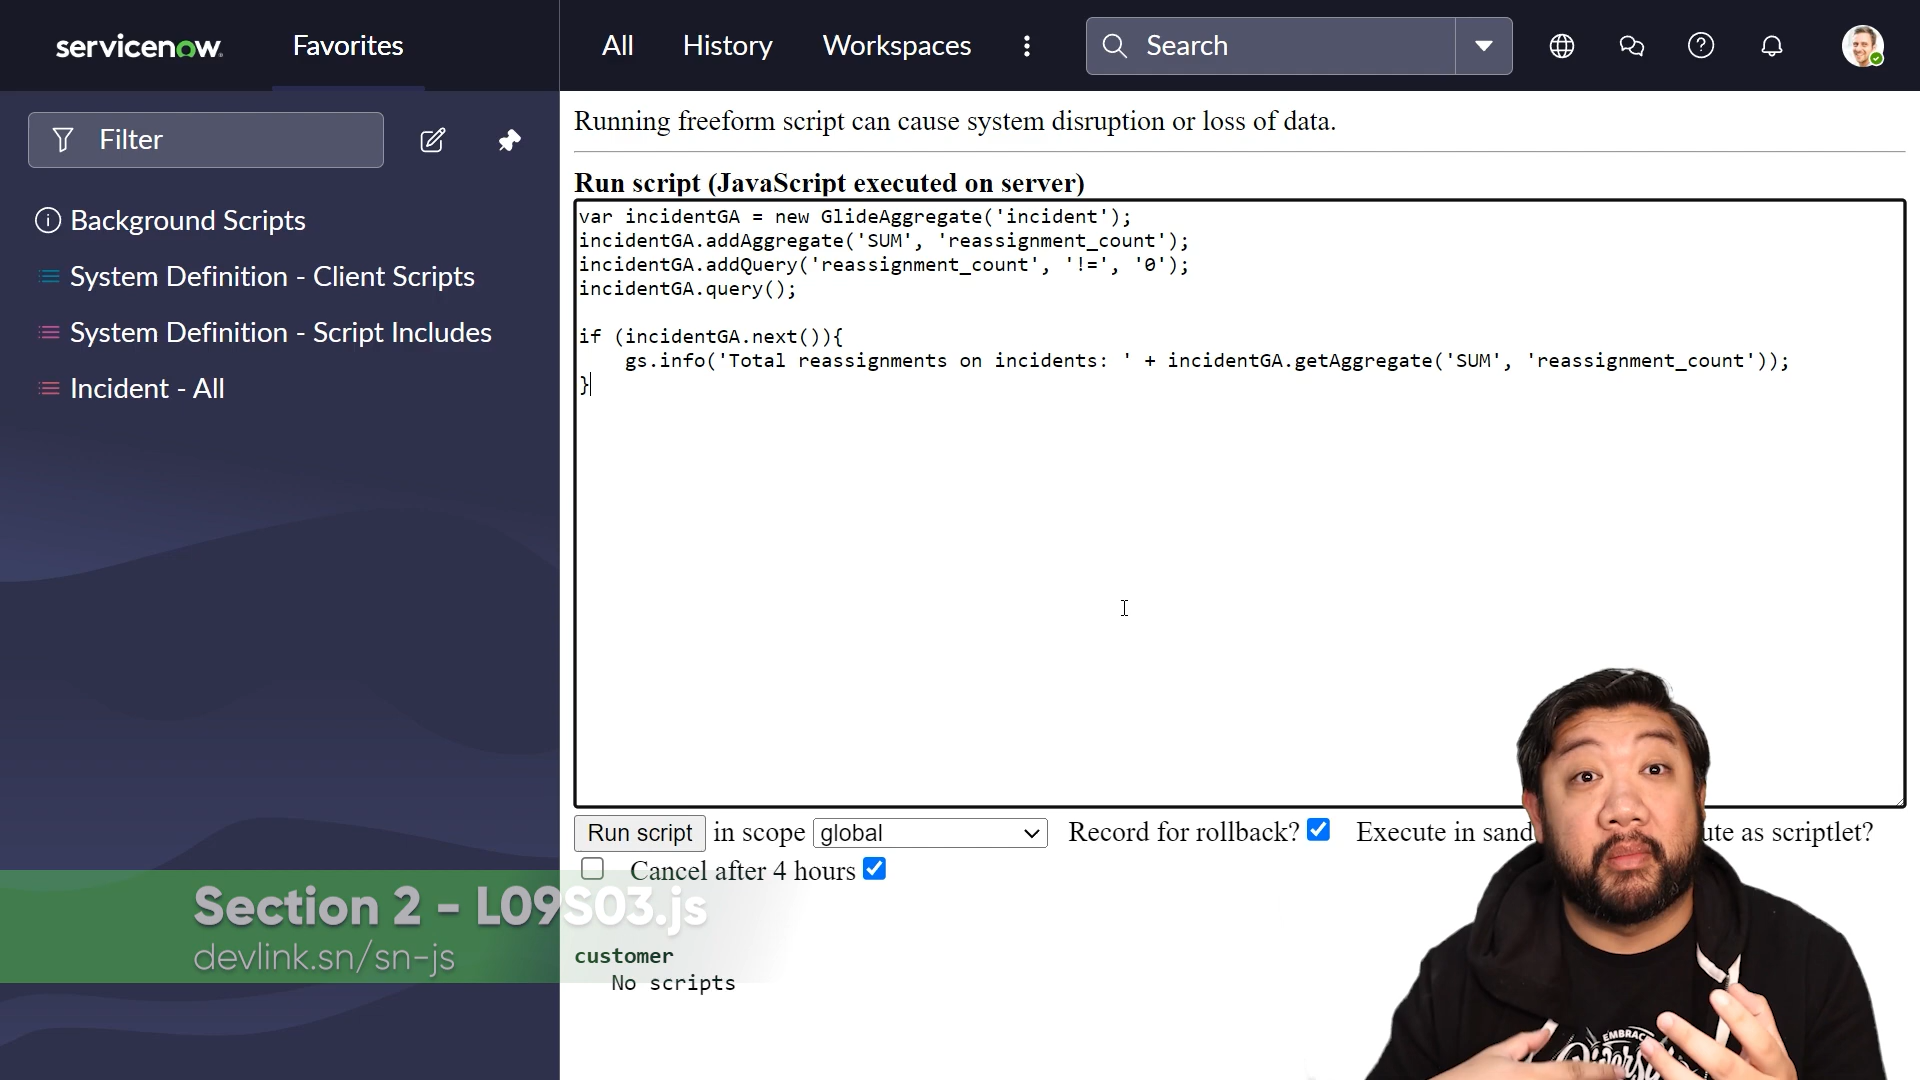 servicenow
Favorites
All
History
Workspaces
Search
Filter
Background Scripts
System Definition - Client Scripts
System Definition - Script Includes
Incident - All
Running freeform script can cause system disruption or loss of data.
Run script (JavaScript executed on server)
var incidentGA = new GlideAggregate('incident');
incidentGA.addAggregate('SUM', 'reassignment_count');
incidentGA.addQuery('reassignment_count', '!=', '0');
incidentGA.query();
if (incidentGA.next()){
gs.info('Total reassignments on incidents: ' + incidentGA.getAggregate('SUM', 'reassignment_count'));
}
Run script in scope global Record for rollback? Execute in sand ute as scriptlet?
Cancel after 4 hours
Section 2 - L09S03.js
devlink.sn/sn-js
customer
No scripts
EMBRACE